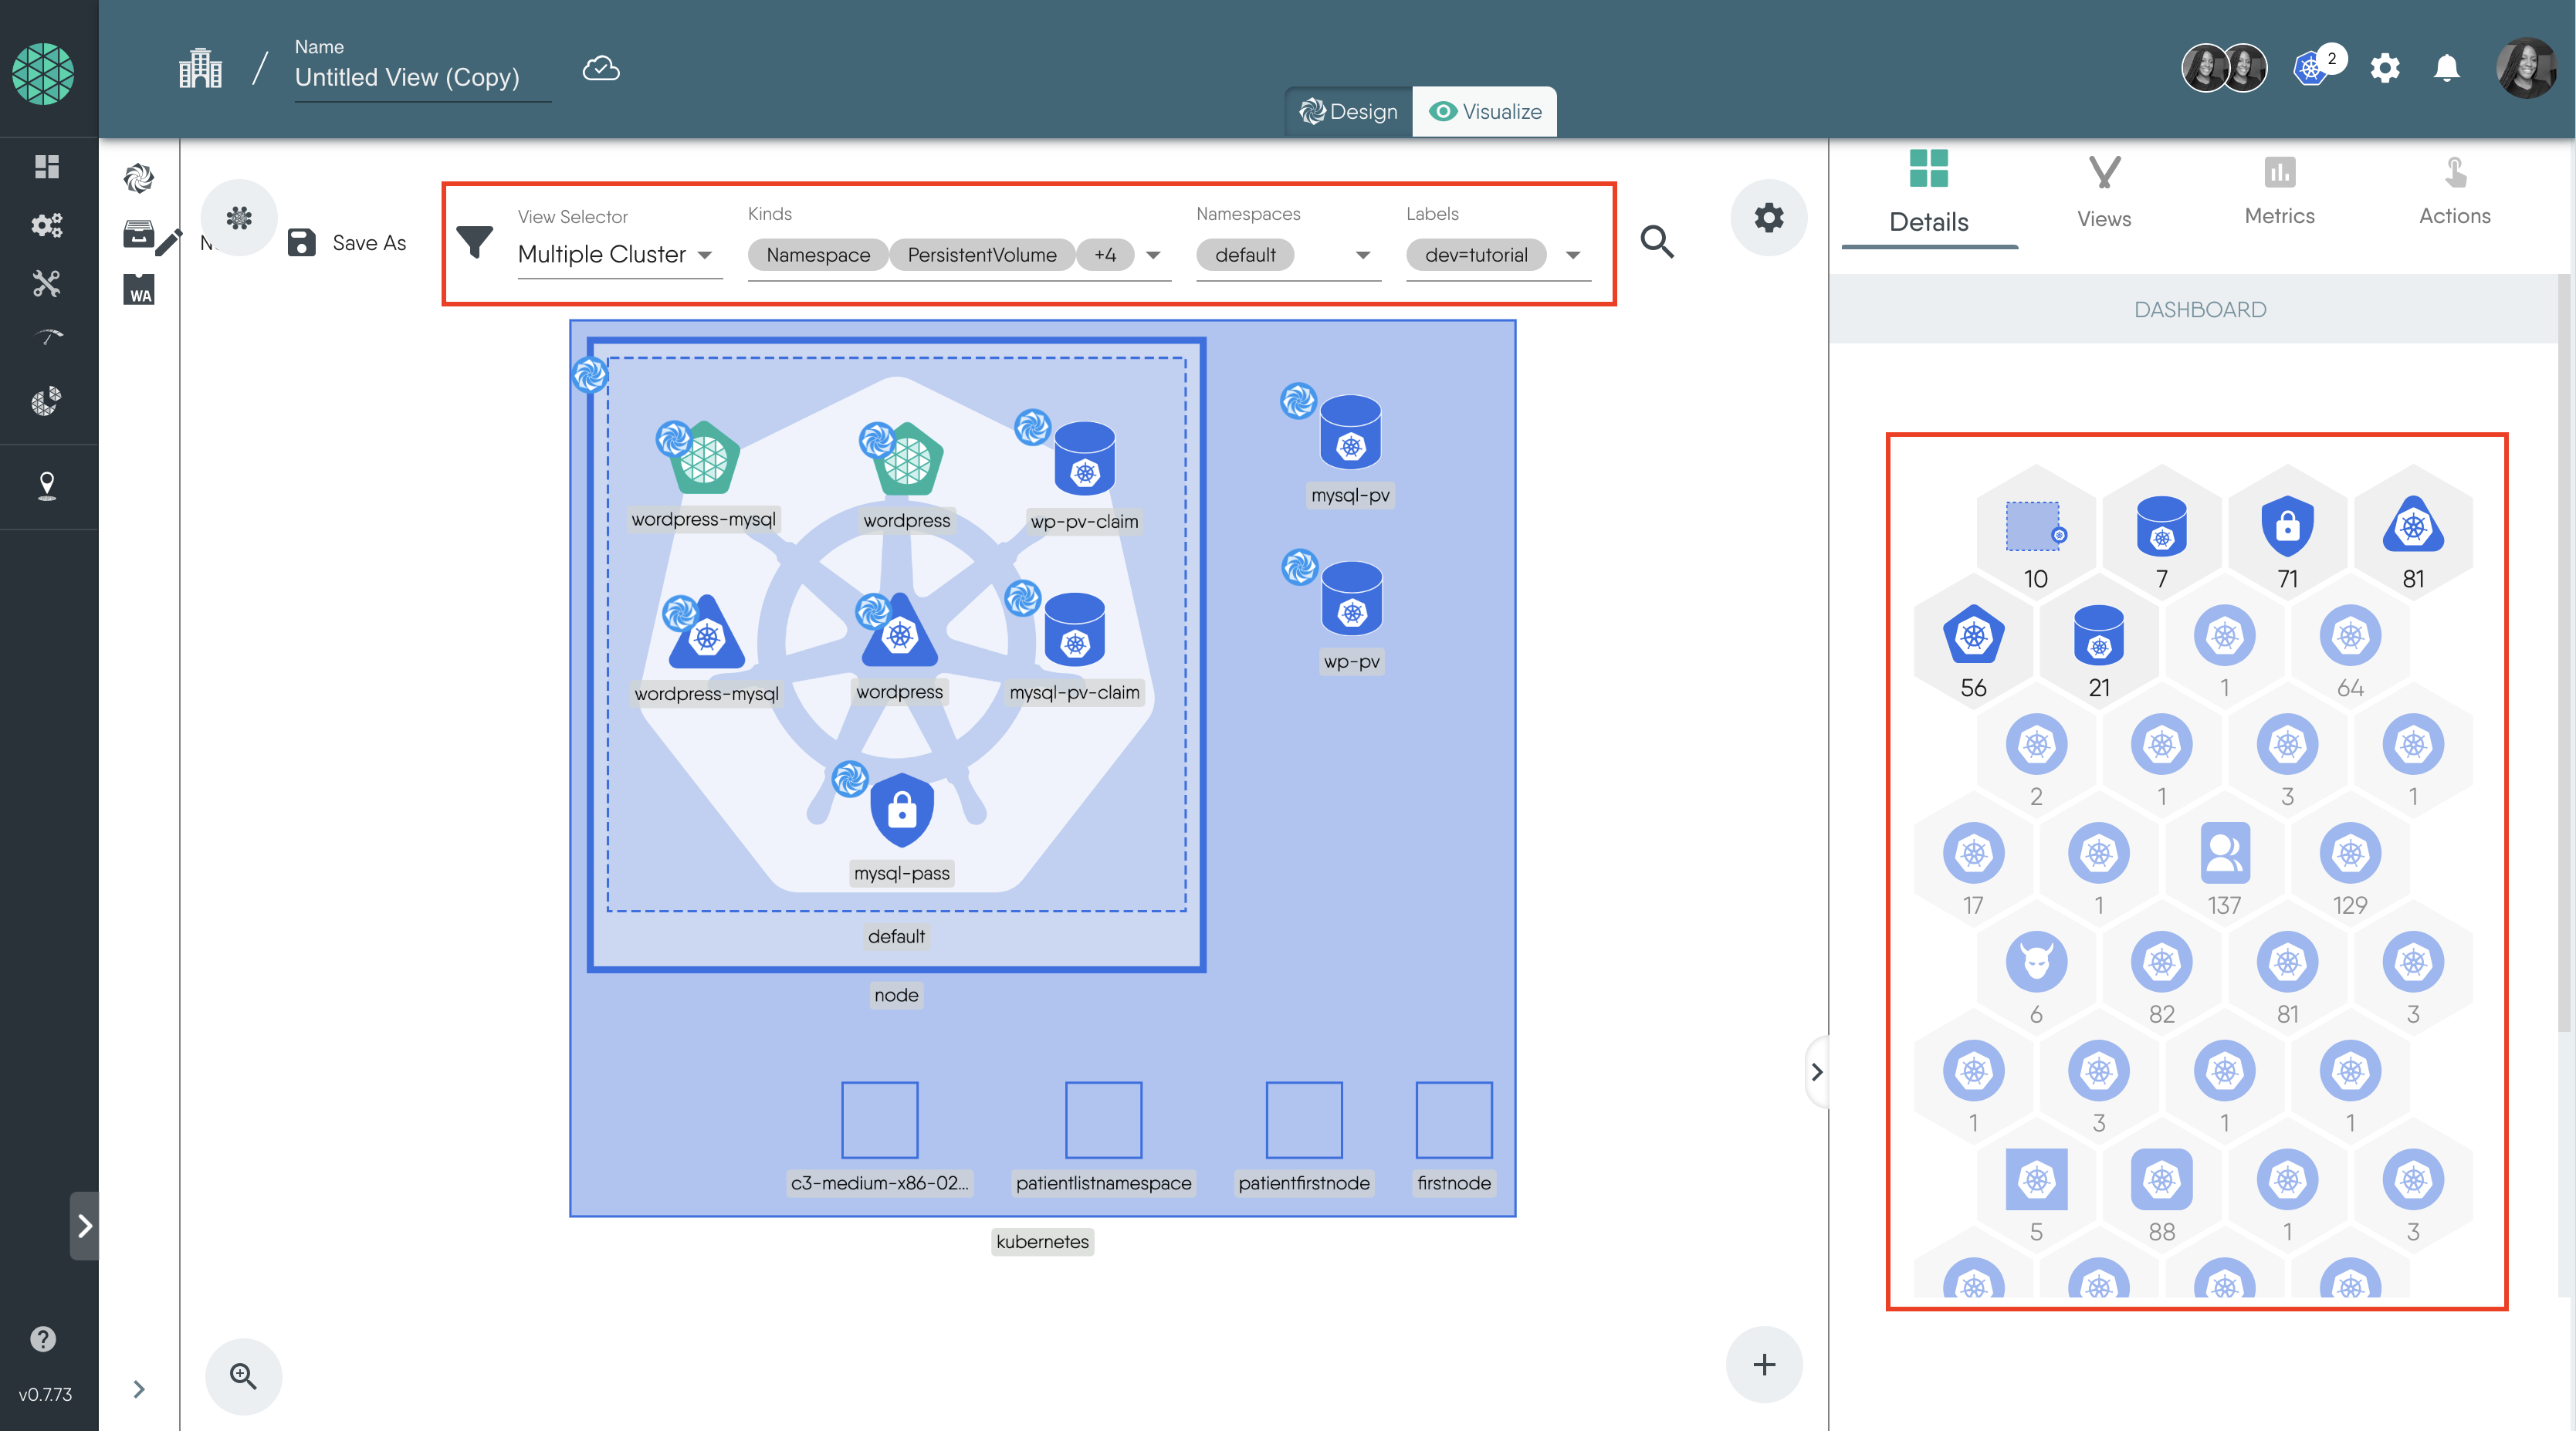 Name
Untitled View (Copy)
2
Design
Visualize
WA
Save As
View Selector
Multiple Cluster
Kinds
Namespace
PersistentVolume
+4
Namespaces
default
Labels
dev=tutorial
Details
Views
Metrics
Actions
DASHBOARD
wordpress-mysql
wordpress
wp-pv-claim
mysql-pv
wordpress-mysql
wordpress
mysql-pv-claim
wp-pv
mysql-pass
default
node
c3-medium-x86-02...
patientlistnamespace
patientfirstnode
firstnode
kubernetes
10
7
71
81
56
21
1
64
2
1
3
1
17
1
137
129
6
82
81
3
1
3
1
1
5
88
1
3
v0.7.73